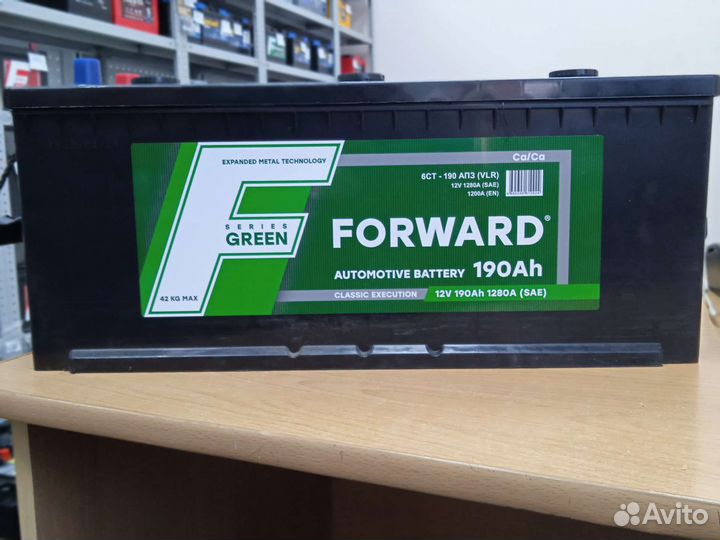 EXPANDED METAL TECHNOLOGY
Ca/Ca
6СТ - 190 АПЗ (VLR)
12V 1280A (SAE)
1200A (EN)
F
SERIES
GREEN
FORWARD®
AUTOMOTIVE BATTERY 190Ah
42 KG MAX
CLASSIC EXECUTION
12V 190Ah 1280A (SAE)
Avito